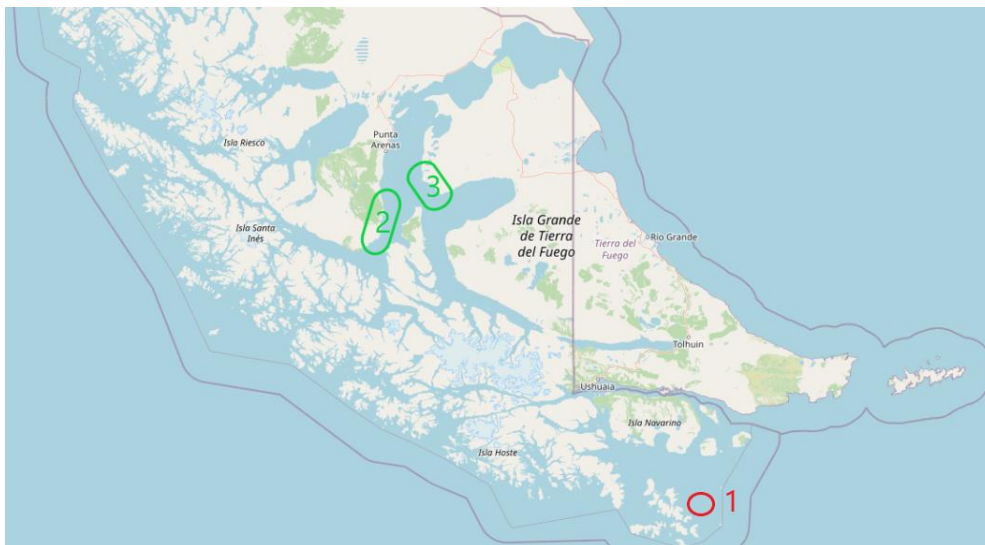 Punta
Arenas
Isla Riesco
3
2
Isla Santa
Inés
Isla Grande
de Tierra
del Fuego
Tierra del
Fuego
Río Grande
Tolhuin
Ushuaia
Isla Navarino
Isla Hoste
1